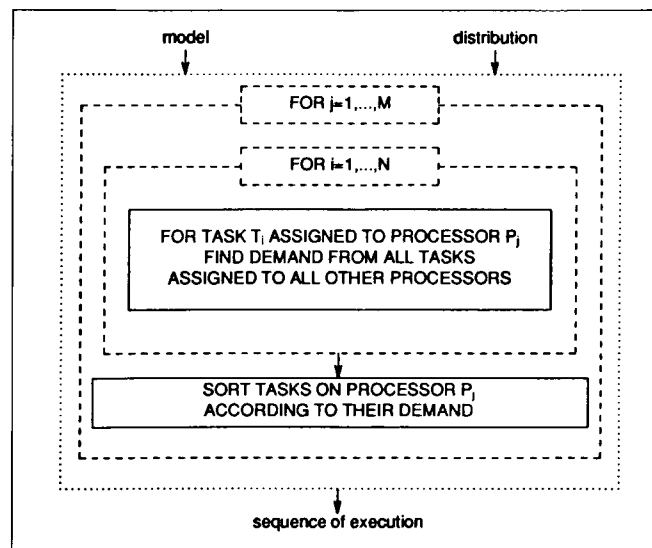 model
distribution
FOR j=1,...,M
FOR i=1,...,N
FOR TASK Ti ASSIGNED TO PROCESSOR Pj
FIND DEMAND FROM ALL TASKS
ASSIGNED TO ALL OTHER PROCESSORS
SORT TASKS ON PROCESSOR Pj
ACCORDING TO THEIR DEMAND
sequence of execution